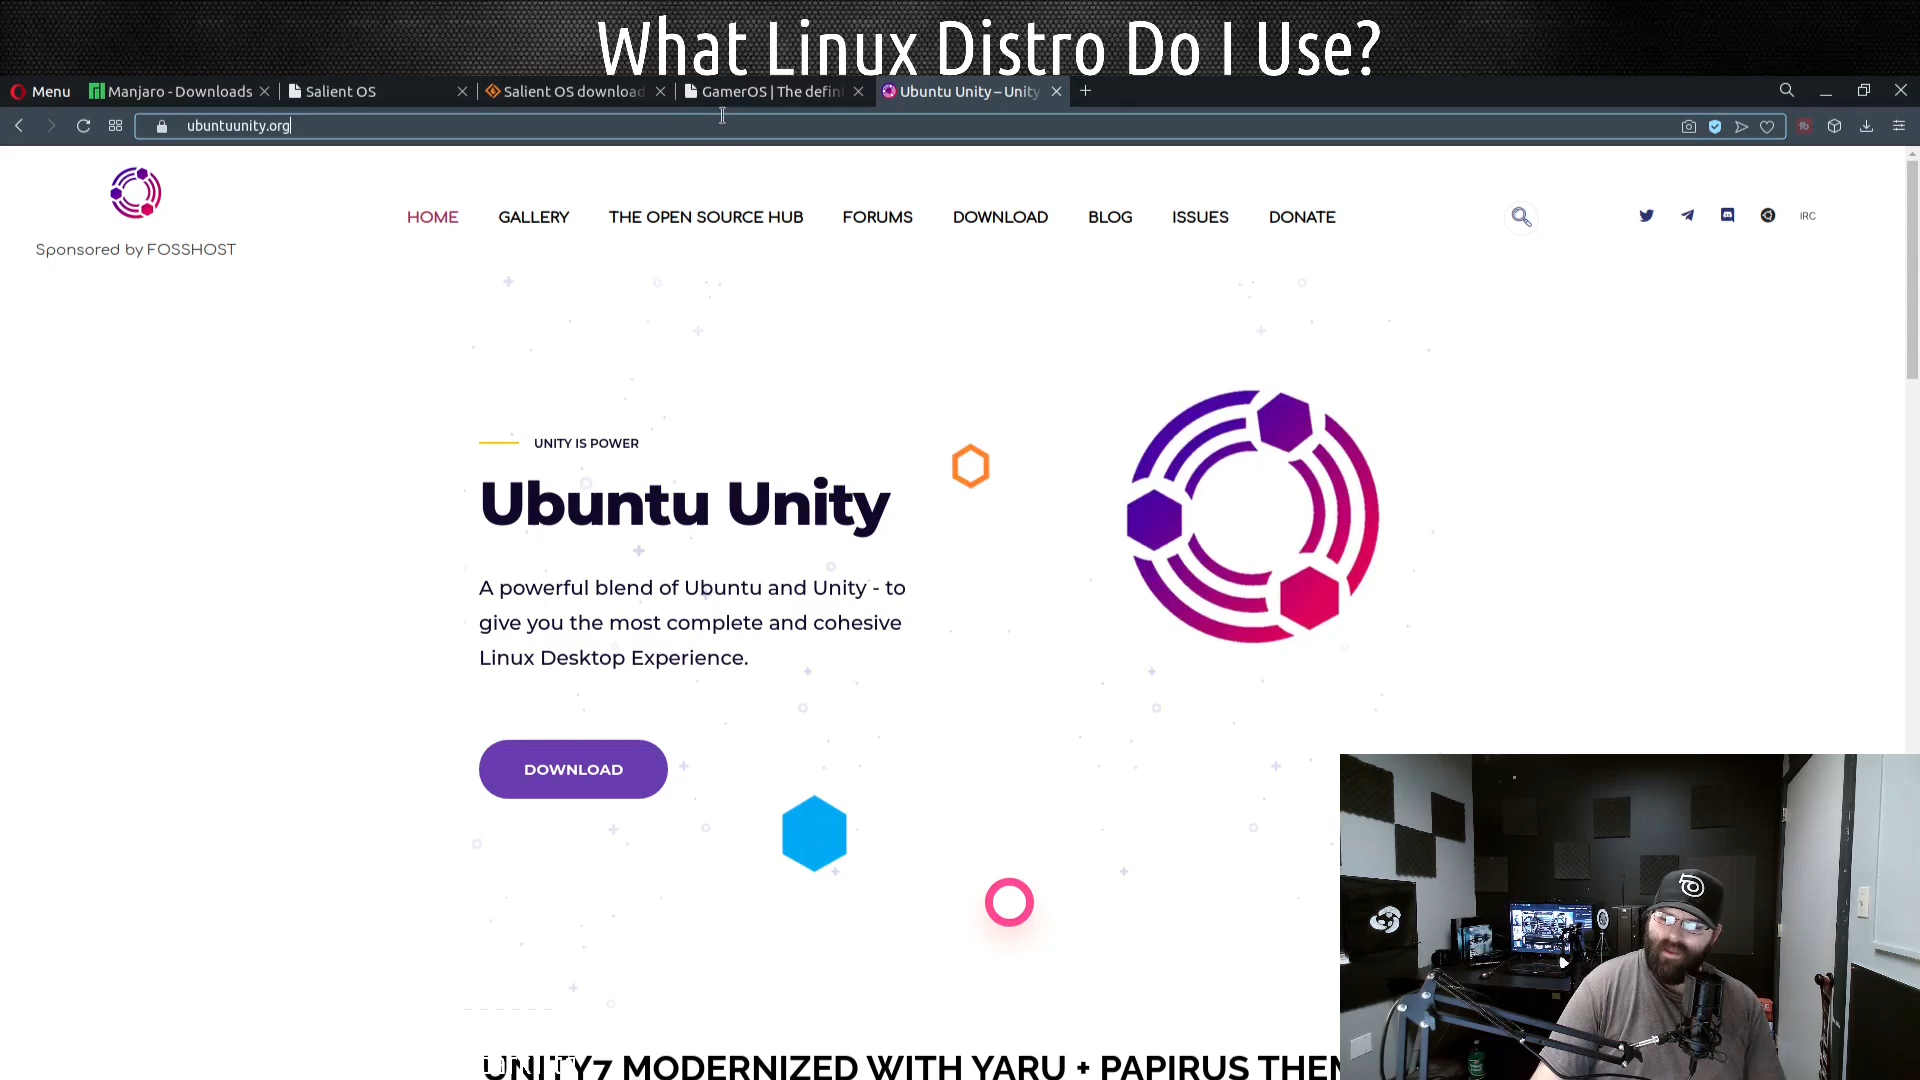 What Linux Distro Do I Use?
Menu
Manjaro - Downloads
Salient OS
Salient OS download
GamerOS | The defini
Ubuntu Unity – Unity
ubuntuunity.org
Sponsored by FOSSHOST
HOME
GALLERY
THE OPEN SOURCE HUB
FORUMS
DOWNLOAD
BLOG
ISSUES
DONATE
IRC
UNITY IS POWER
Ubuntu Unity
A powerful blend of Ubuntu and Unity - to
give you the most complete and cohesive
Linux Desktop Experience.
DOWNLOAD
UNITY7 MODERNIZED WITH YARU + PAPIRUS THEM